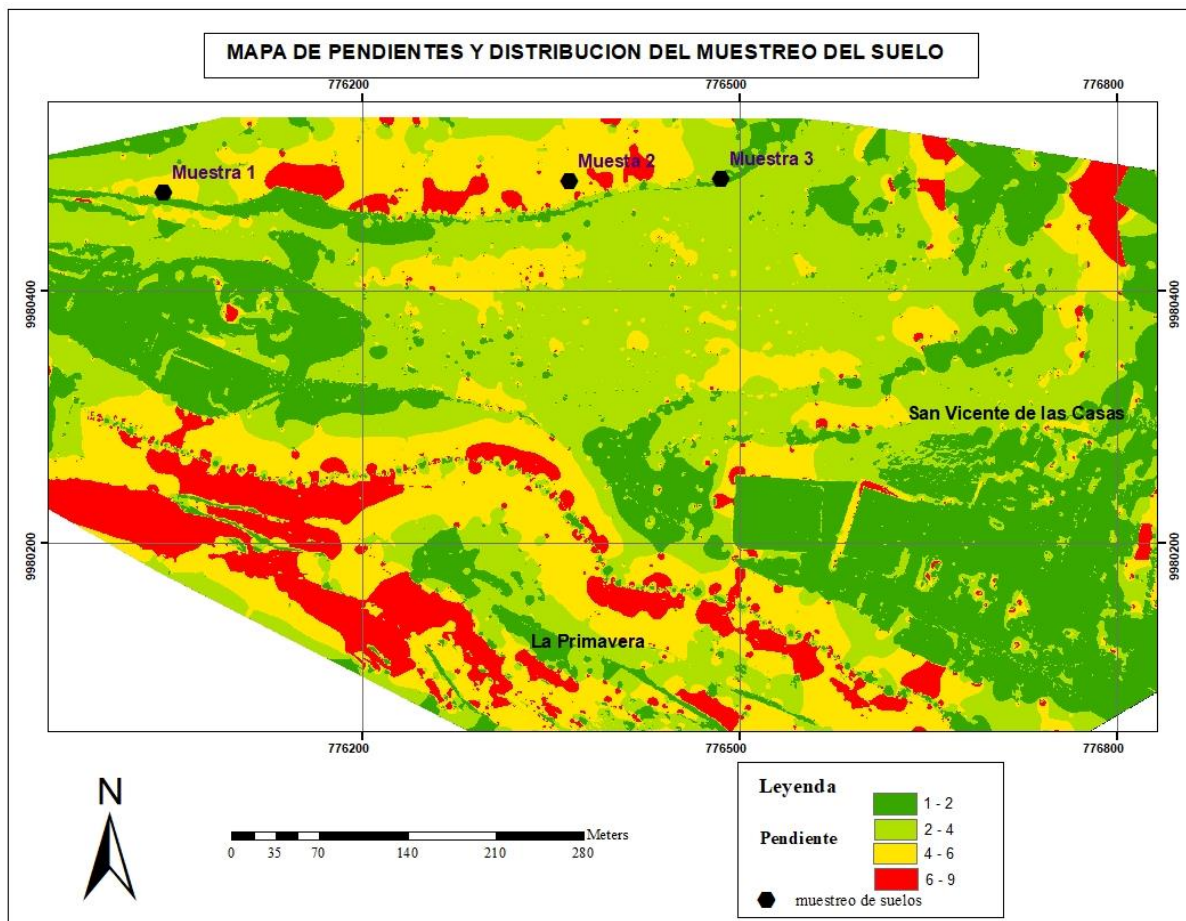 MAPA DE PENDIENTES Y DISTRIBUCION DEL MUESTREO DEL SUELO
776200 776500 776800
Muestra 1
Muesta 2
Muestra 3
9980400 9980400
San Vicente de las Casas
9980200 9980200
La Primavera
776200 776500 776800
N
Meters
0 35 70 140 210 280
Leyenda
Pendiente
1 - 2
2 - 4
4 - 6
6 - 9
muestreo de suelos